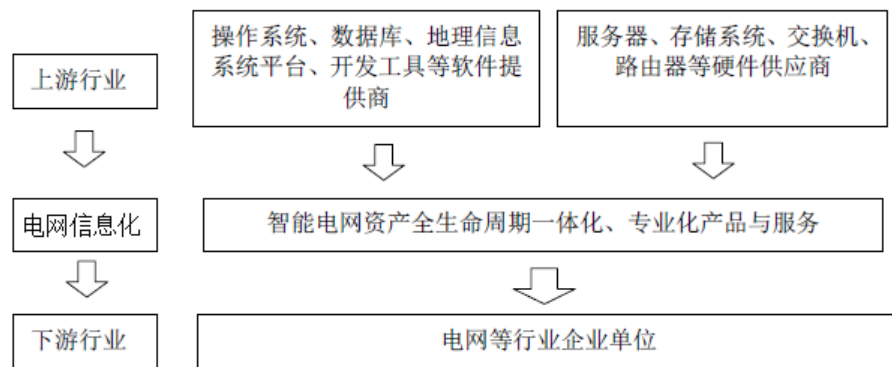 上游行业
操作系统、数据库、地理信息
系统平台、开发工具等软件提
供商
服务器、存储系统、交换机、
路由器等硬件供应商
电网信息化
智能电网资产全生命周期一体化、专业化产品与服务
下游行业
电网等行业企业单位